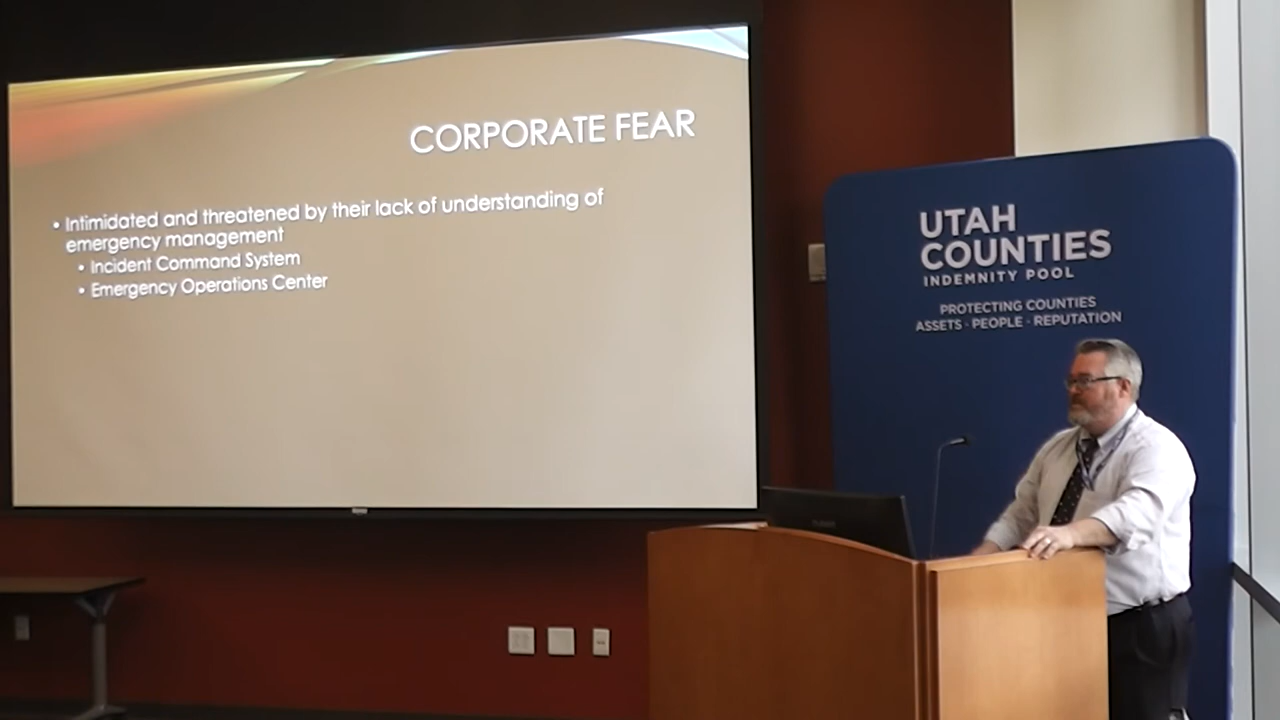 CORPORATE FEAR
• Intimidated and threatened by their lack of understanding of
emergency management
• Incident Command System
• Emergency Operations Center
UTAH
COUNTIES
INDEMNITY POOL
PROTECTING COUNTIES
ASSETS · PEOPLE · REPUTATION